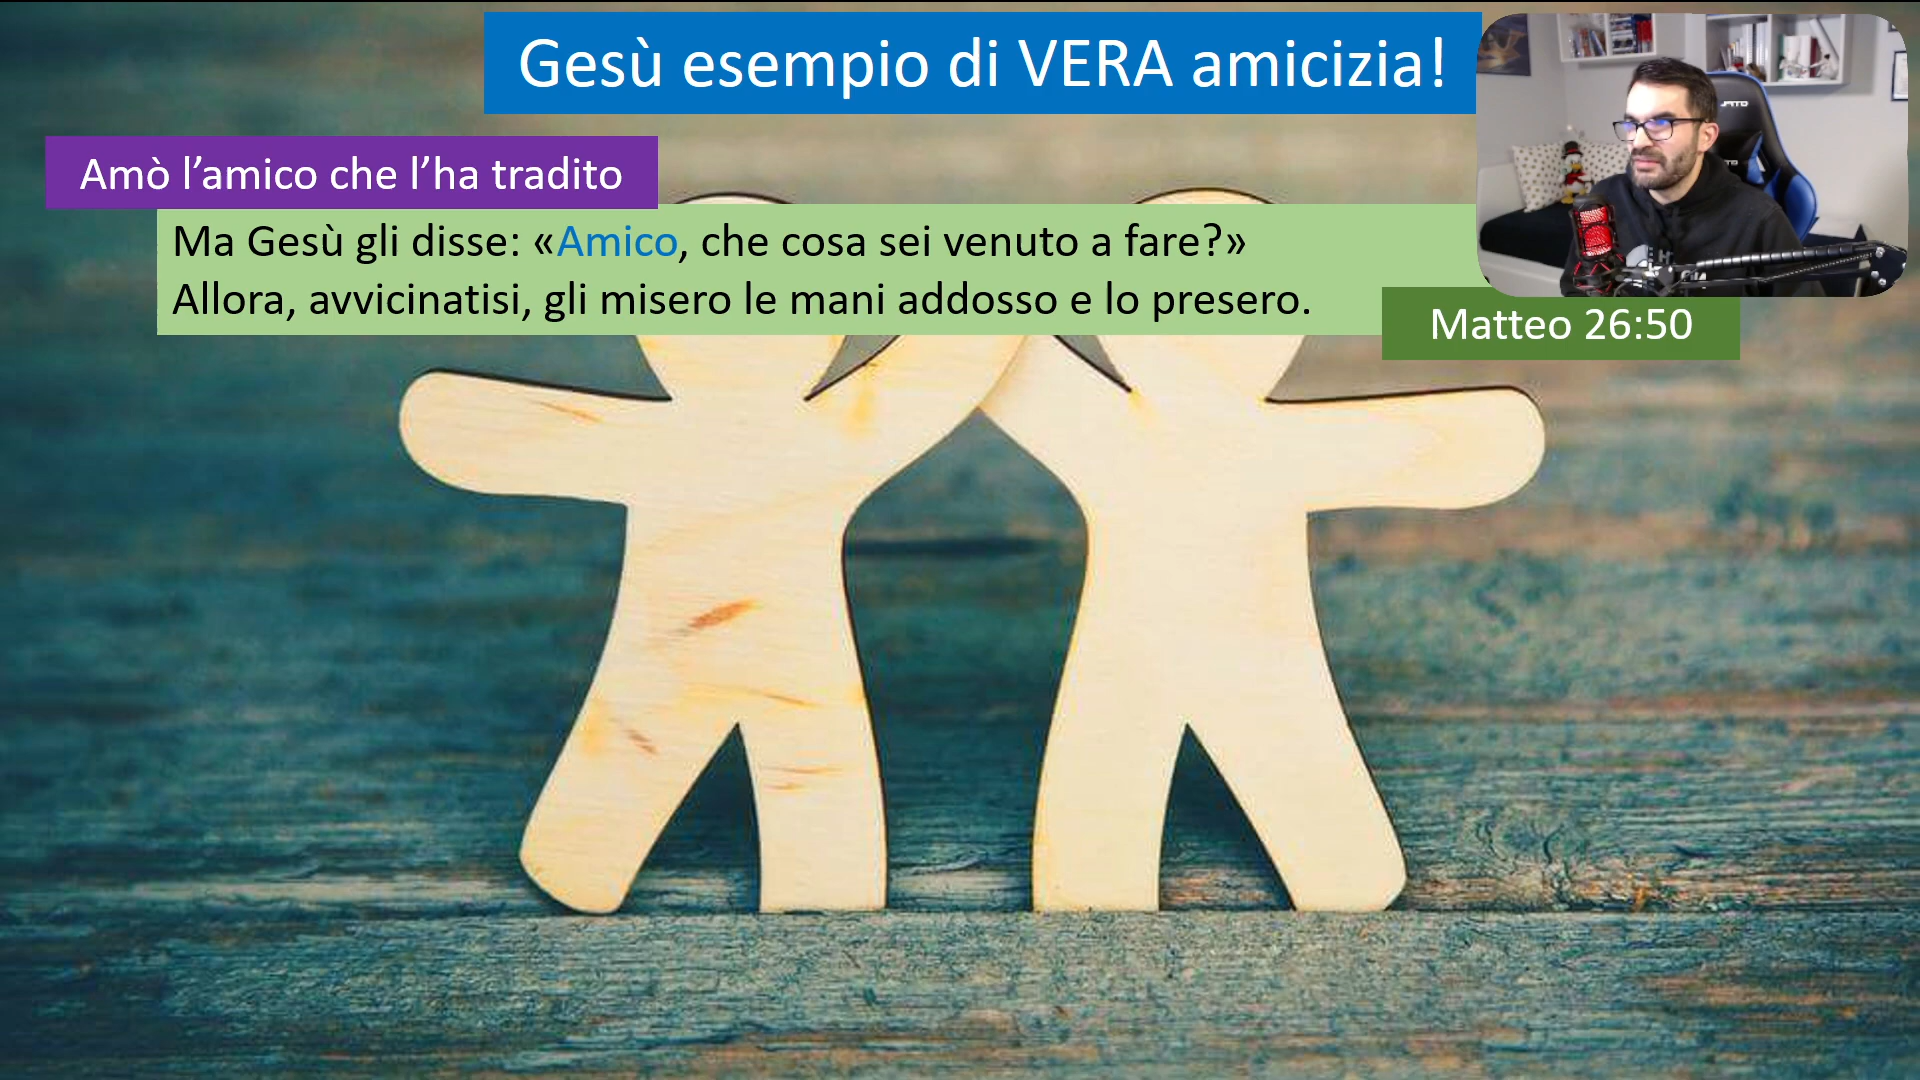 Gesù esempio di VERA amicizia!
Amò l’amico che l’ha tradito
Ma Gesù gli disse: «Amico, che cosa sei venuto a fare?»
Allora, avvicinatisi, gli misero le mani addosso e lo presero.
Matteo 26:50